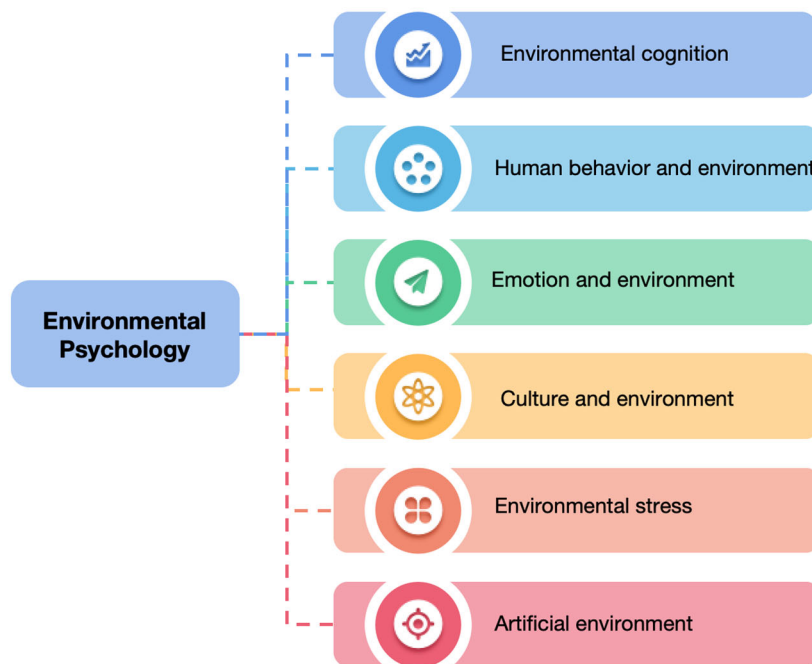 Environmental
Psychology
Environmental cognition
Human behavior and environment
Emotion and environment
Culture and environment
Environmental stress
Artificial environment